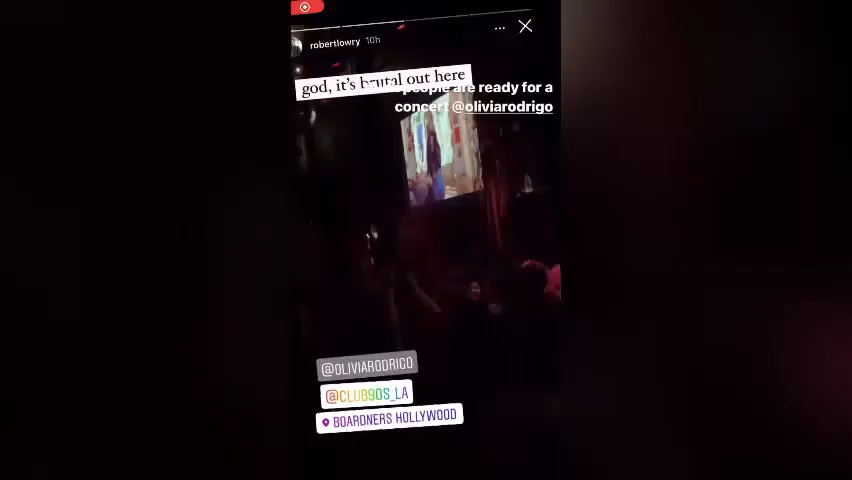 robertlowry 10h
god, it's brutal out here
people are ready for a
concert @oliviarodrigo
@OLIVIARODRIGO
@CLUB90S_LA
BOARDNERS HOLLYWOOD